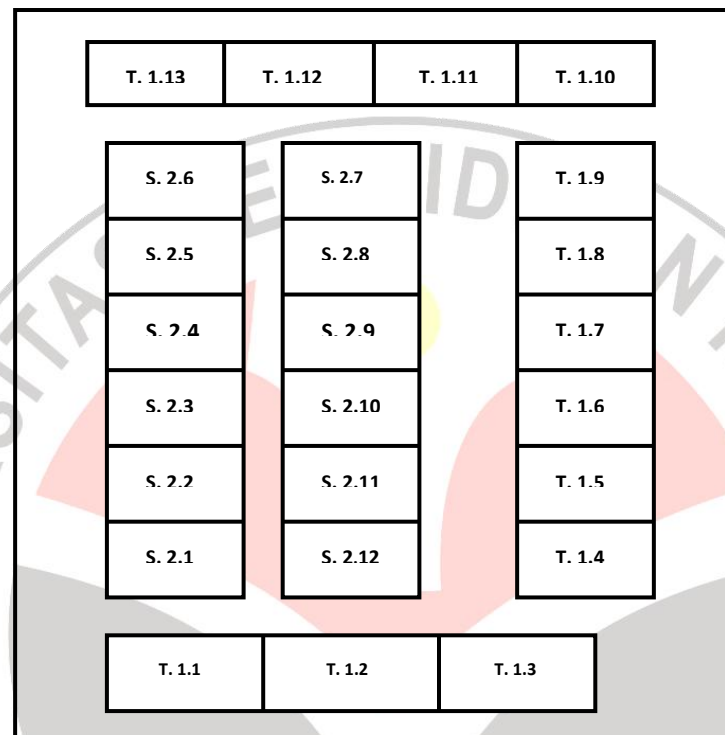 T. 1.13 T. 1.12 T. 1.11 T. 1.10
S. 2.6 S. 2.7 T. 1.9
S. 2.5 S. 2.8 T. 1.8
S. 2.4 S. 2.9 T. 1.7
S. 2.3 S. 2.10 T. 1.6
S. 2.2 S. 2.11 T. 1.5
S. 2.1 S. 2.12 T. 1.4
T. 1.1 T. 1.2 T. 1.3